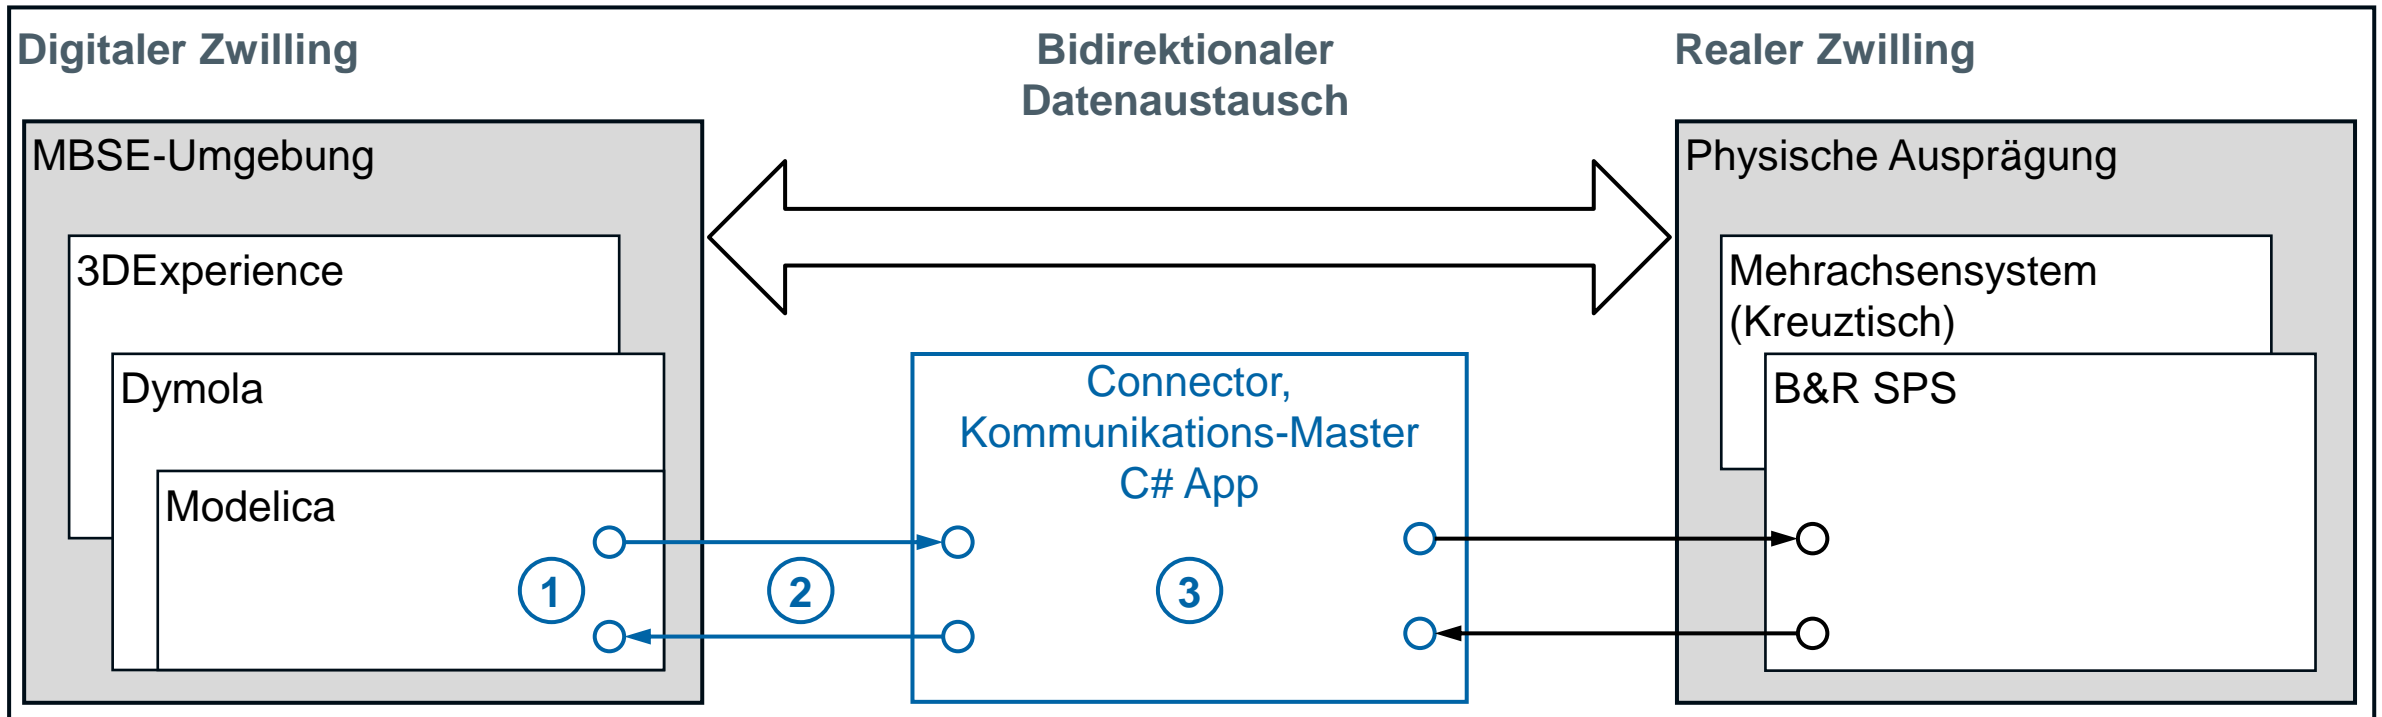 Digitaler Zwilling
Bidirektionaler
Datenaustausch
Realer Zwilling
MBSE-Umgebung
3DExperience
Dymola
Modelica
1
2
Connector,
Kommunikations-Master
C# App
3
Physische Ausprägung
Mehrachsensystem
(Kreuztisch)
B&R SPS